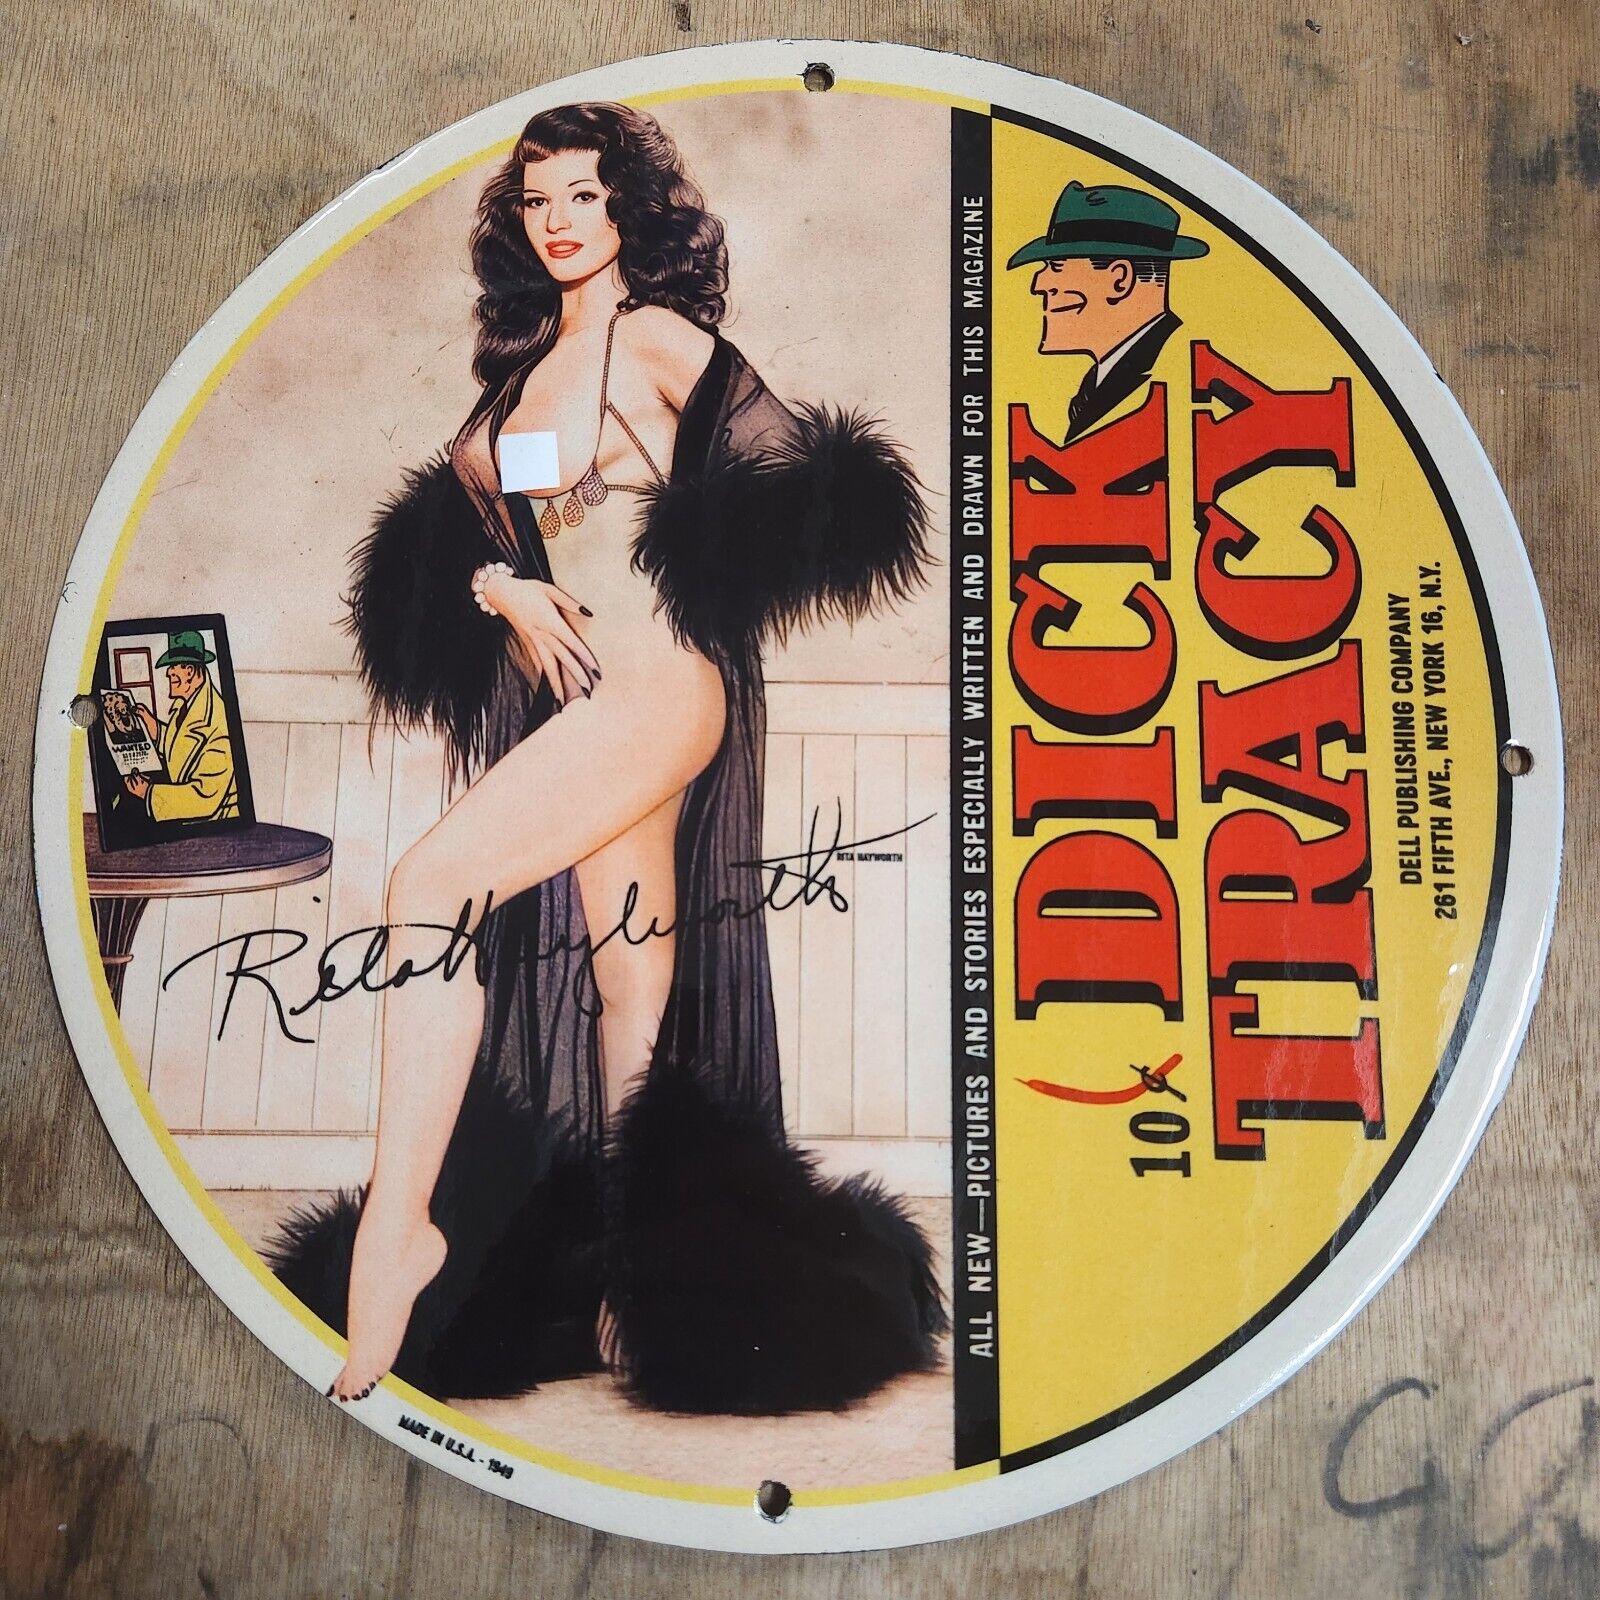 ALL NEW—PICTURES AND STORIES ESPECIALLY WRITTEN AND DRAWN FOR THIS MAGAZINE
DICK
TRACY
10¢
DELL PUBLISHING COMPANY
261 FIFTH AVE., NEW YORK 16, N.Y.
WANTED
RITA HAYWORTH
Rita Hayworth
MADE IN U.S.A. - 1949